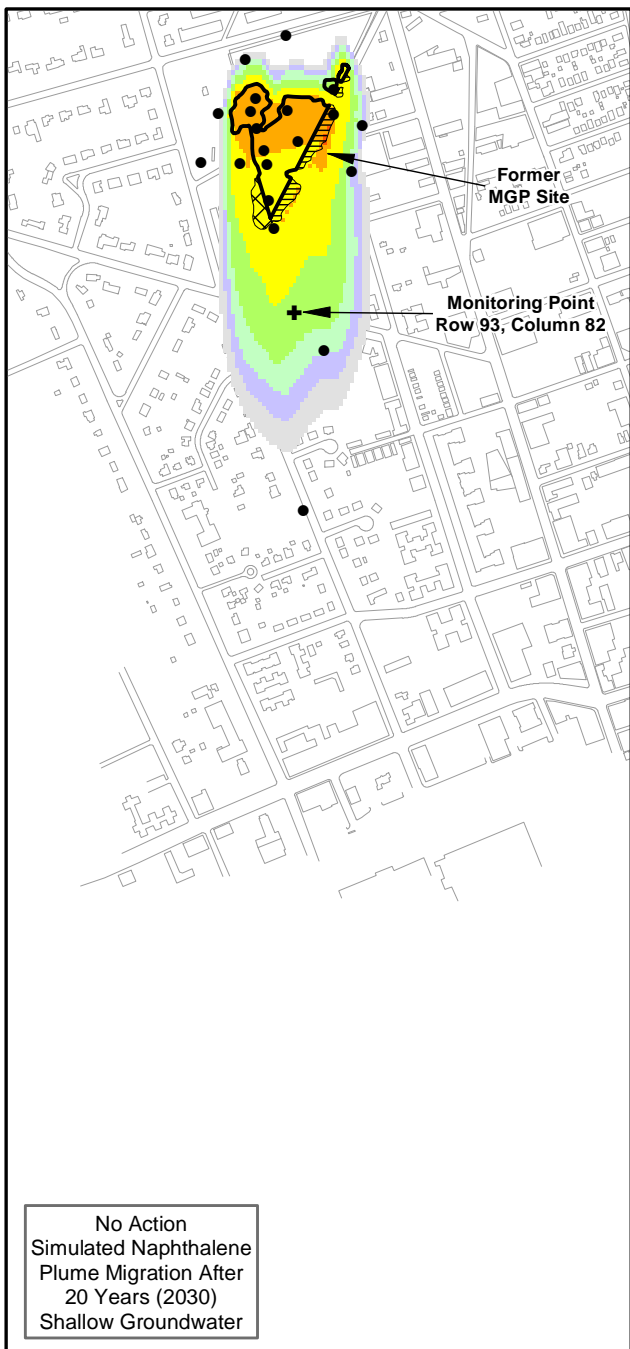 Former
MGP Site
Monitoring Point
Row 93, Column 82
No Action
Simulated Naphthalene
Plume Migration After
20 Years (2030)
Shallow Groundwater